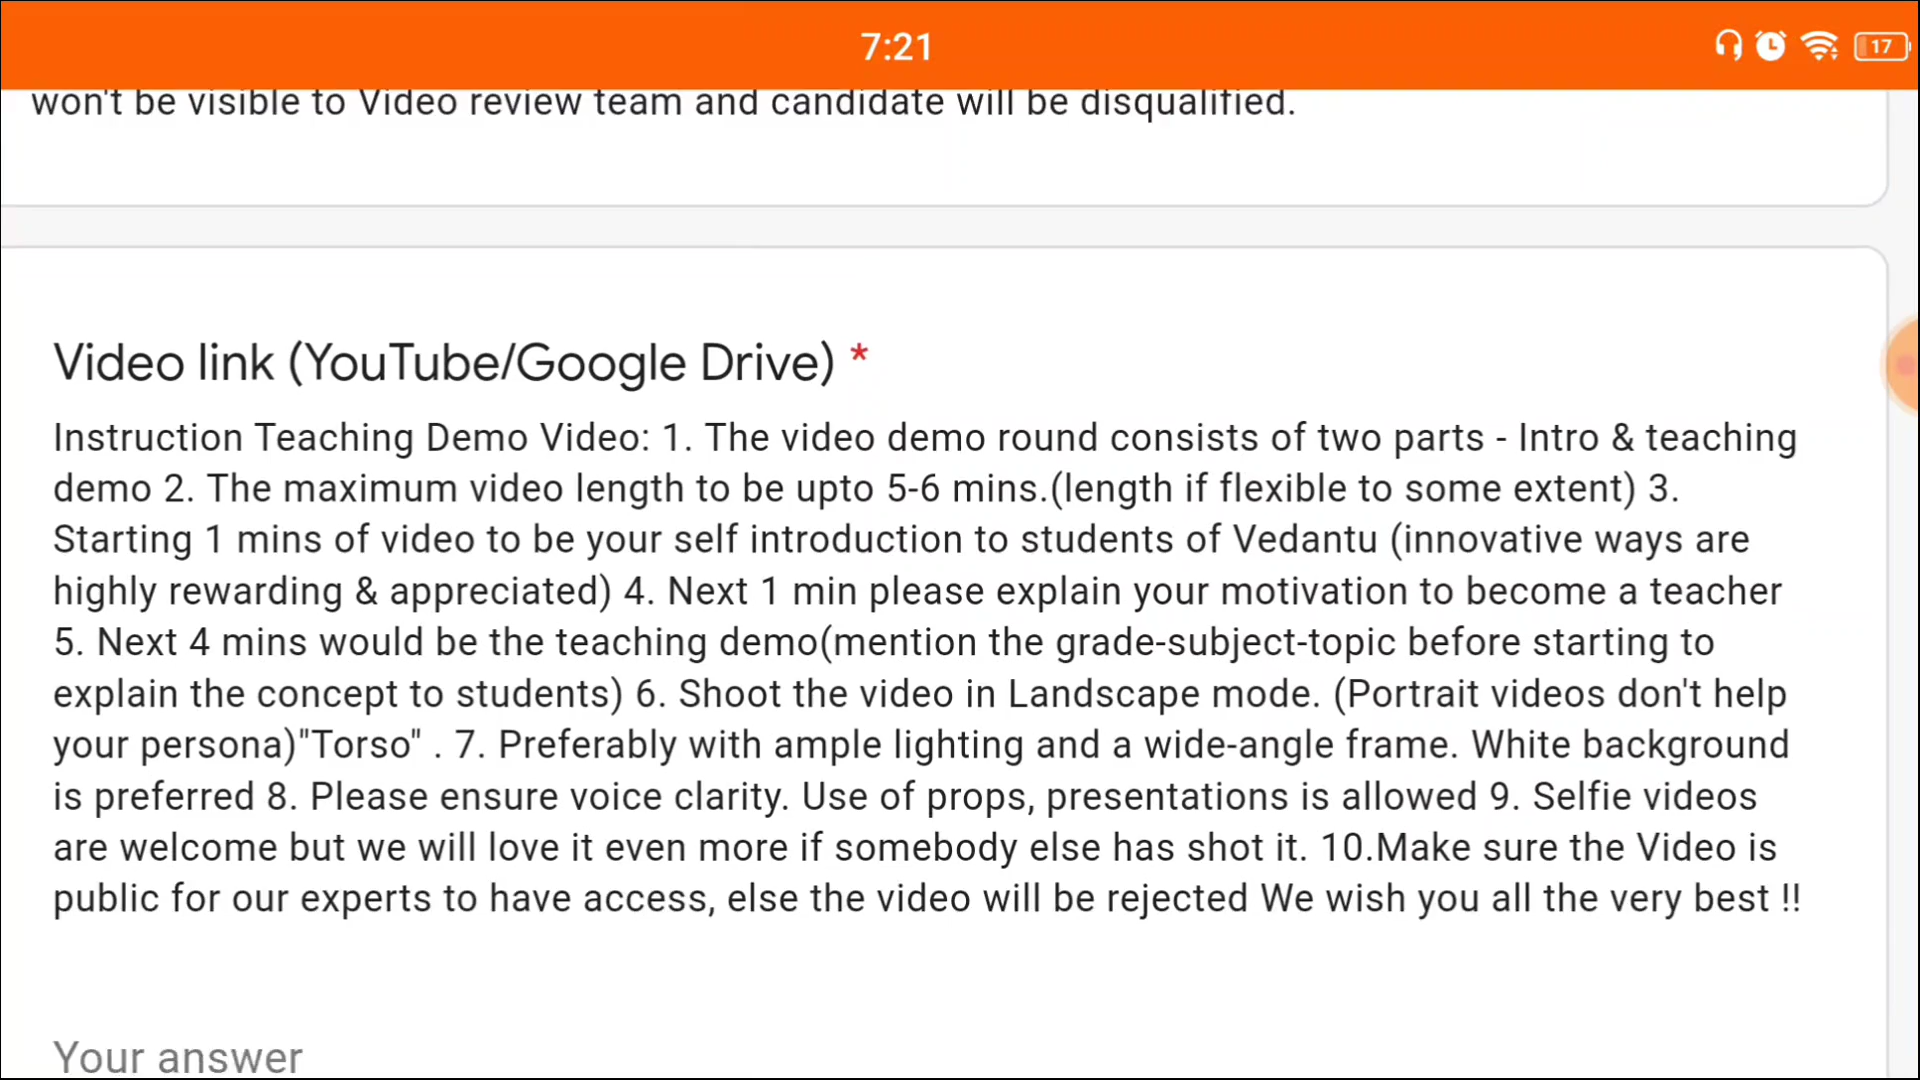 7:21
17
won't be visible to Video review team and candidate will be disqualified.
Video link (YouTube/Google Drive) *
Instruction Teaching Demo Video: 1. The video demo round consists of two parts - Intro & teaching
demo 2. The maximum video length to be upto 5-6 mins.(length if flexible to some extent) 3.
Starting 1 mins of video to be your self introduction to students of Vedantu (innovative ways are
highly rewarding & appreciated) 4. Next 1 min please explain your motivation to become a teacher
5. Next 4 mins would be the teaching demo(mention the grade-subject-topic before starting to
explain the concept to students) 6. Shoot the video in Landscape mode. (Portrait videos don't help
your persona)"Torso" . 7. Preferably with ample lighting and a wide-angle frame. White background
is preferred 8. Please ensure voice clarity. Use of props, presentations is allowed 9. Selfie videos
are welcome but we will love it even more if somebody else has shot it. 10.Make sure the Video is
public for our experts to have access, else the video will be rejected We wish you all the very best !!
Your answer